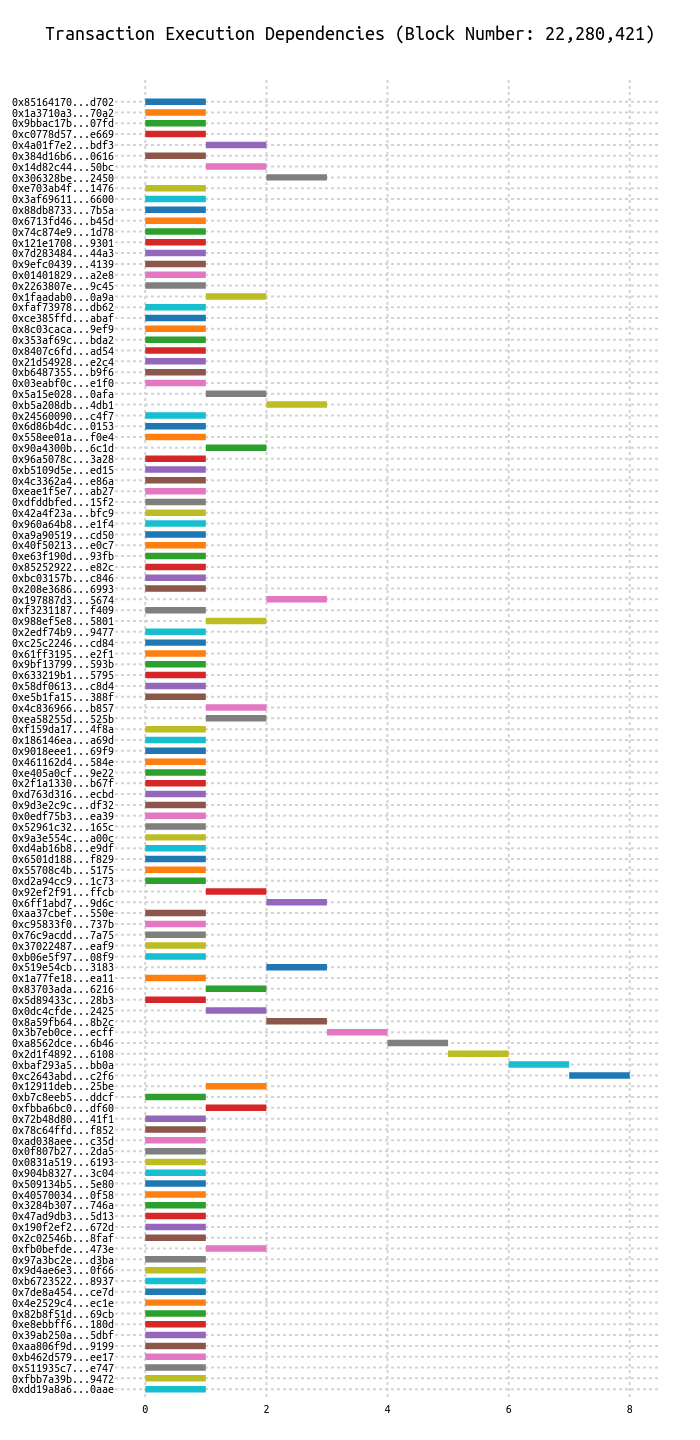 Transaction Execution Dependencies (Block Number: 22,280,421)
0x85164170...d702
0x1a3710a3...70a2
0x9bbac17b...07fd
0xc0778d57...e669
0x4a01f7e2...bdf3
0x384d16b6...0616
0x14d82c44...50bc
0x306328be...2450
0xe703ab4f...1476
0x3af69611...6600
0x88db8733...7b5a
0x6713fd46...b45d
0x74c874e9...1d78
0x121e1708...9301
0x7d283484...44a3
0x9efc0439...4139
0x01401829...a2e8
0x2263807e...9c45
0x1faadab0...0a9a
0xfaf73978...db62
0xce385ffd...abaf
0x8c03caca...9ef9
0x353af69c...bda2
0x8407c6fd...ad54
0x21d54928...e2c4
0xb6487355...b9f6
0x03eabf0c...e1f0
0x5a15e028...0afa
0xb5a208db...4db1
0x24560090...c4f7
0x6d86b4dc...0153
0x558ee01a...f0e4
0x90a4300b...6c1d
0x96a5078c...3a28
0xb5109d5e...ed15
0x4c3362a4...e86a
0xeae1f5e7...ab27
0xdfddbfed...15f2
0x42a4f23a...bfc9
0x960a64b8...e1f4
0xa9a90519...cd50
0x40f50213...e0c7
0xe63f190d...93fb
0x85252922...e82c
0xbc03157b...c846
0x208e3686...6993
0x197887d3...5674
0xf3231187...f409
0x988ef5e8...5801
0x2edf74b9...9477
0xc25c2246...cd84
0x61ff3195...e2f1
0x9bf13799...593b
0x633219b1...5795
0x58df0613...c8d4
0xe5b1fa15...388f
0x4c836966...b857
0xea58255d...525b
0xf159da17...4f8a
0x186146ea...a69d
0x9018eee1...69f9
0x461162d4...584e
0xe405a0cf...9e22
0x2f1a1330...b67f
0xd763d316...ecbd
0x9d3e2c9c...df32
0x0edf75b3...ea39
0x52961c32...165c
0x9a3e554c...a00c
0xd4ab16b8...e9df
0x6501d188...f829
0x55708c4b...5175
0xd2a94cc9...1c73
0x92ef2f91...ffcb
0x6ff1abd7...9d6c
0xaa37cbef...550e
0xc95833f0...737b
0x76c9acdd...7a75
0x37022487...eaf9
0xb06e5f97...08f9
0x519e54cb...3183
0x1a77fe18...ea11
0x83703ada...6216
0x5d89433c...28b3
0x0dc4cfde...2425
0x8a59fb64...8b2c
0x3b7eb0ce...ecff
0xa8562dce...6b46
0x2d1f4892...6108
0xbaf293a5...bb0a
0xc2643abd...c2f6
0x12911deb...25be
0xb7c8eeb5...ddcf
0xfbba6bc0...df60
0x72b48d80...41f1
0x78c64ffd...f852
0xad038aee...c35d
0x0f807b27...2da5
0x0831a519...6193
0x904b8327...3c04
0x509134b5...5e80
0x40570034...0f58
0x3284b307...746a
0x47ad9db3...5d13
0x190f2ef2...672d
0x2c02546b...8faf
0xfb0befde...473e
0x97a3bc2e...d3ba
0x9d4ae6e3...0f66
0xb6723522...8937
0x7de8a454...ce7d
0x4e2529c4...ec1e
0x82b8f51d...69cb
0xe8ebbff6...180d
0x39ab250a...5dbf
0xaa806f9d...9199
0xb462d579...ee17
0x511935c7...e747
0xfbb7a39b...9472
0xdd19a8a6...0aae
0 2 4 6 8